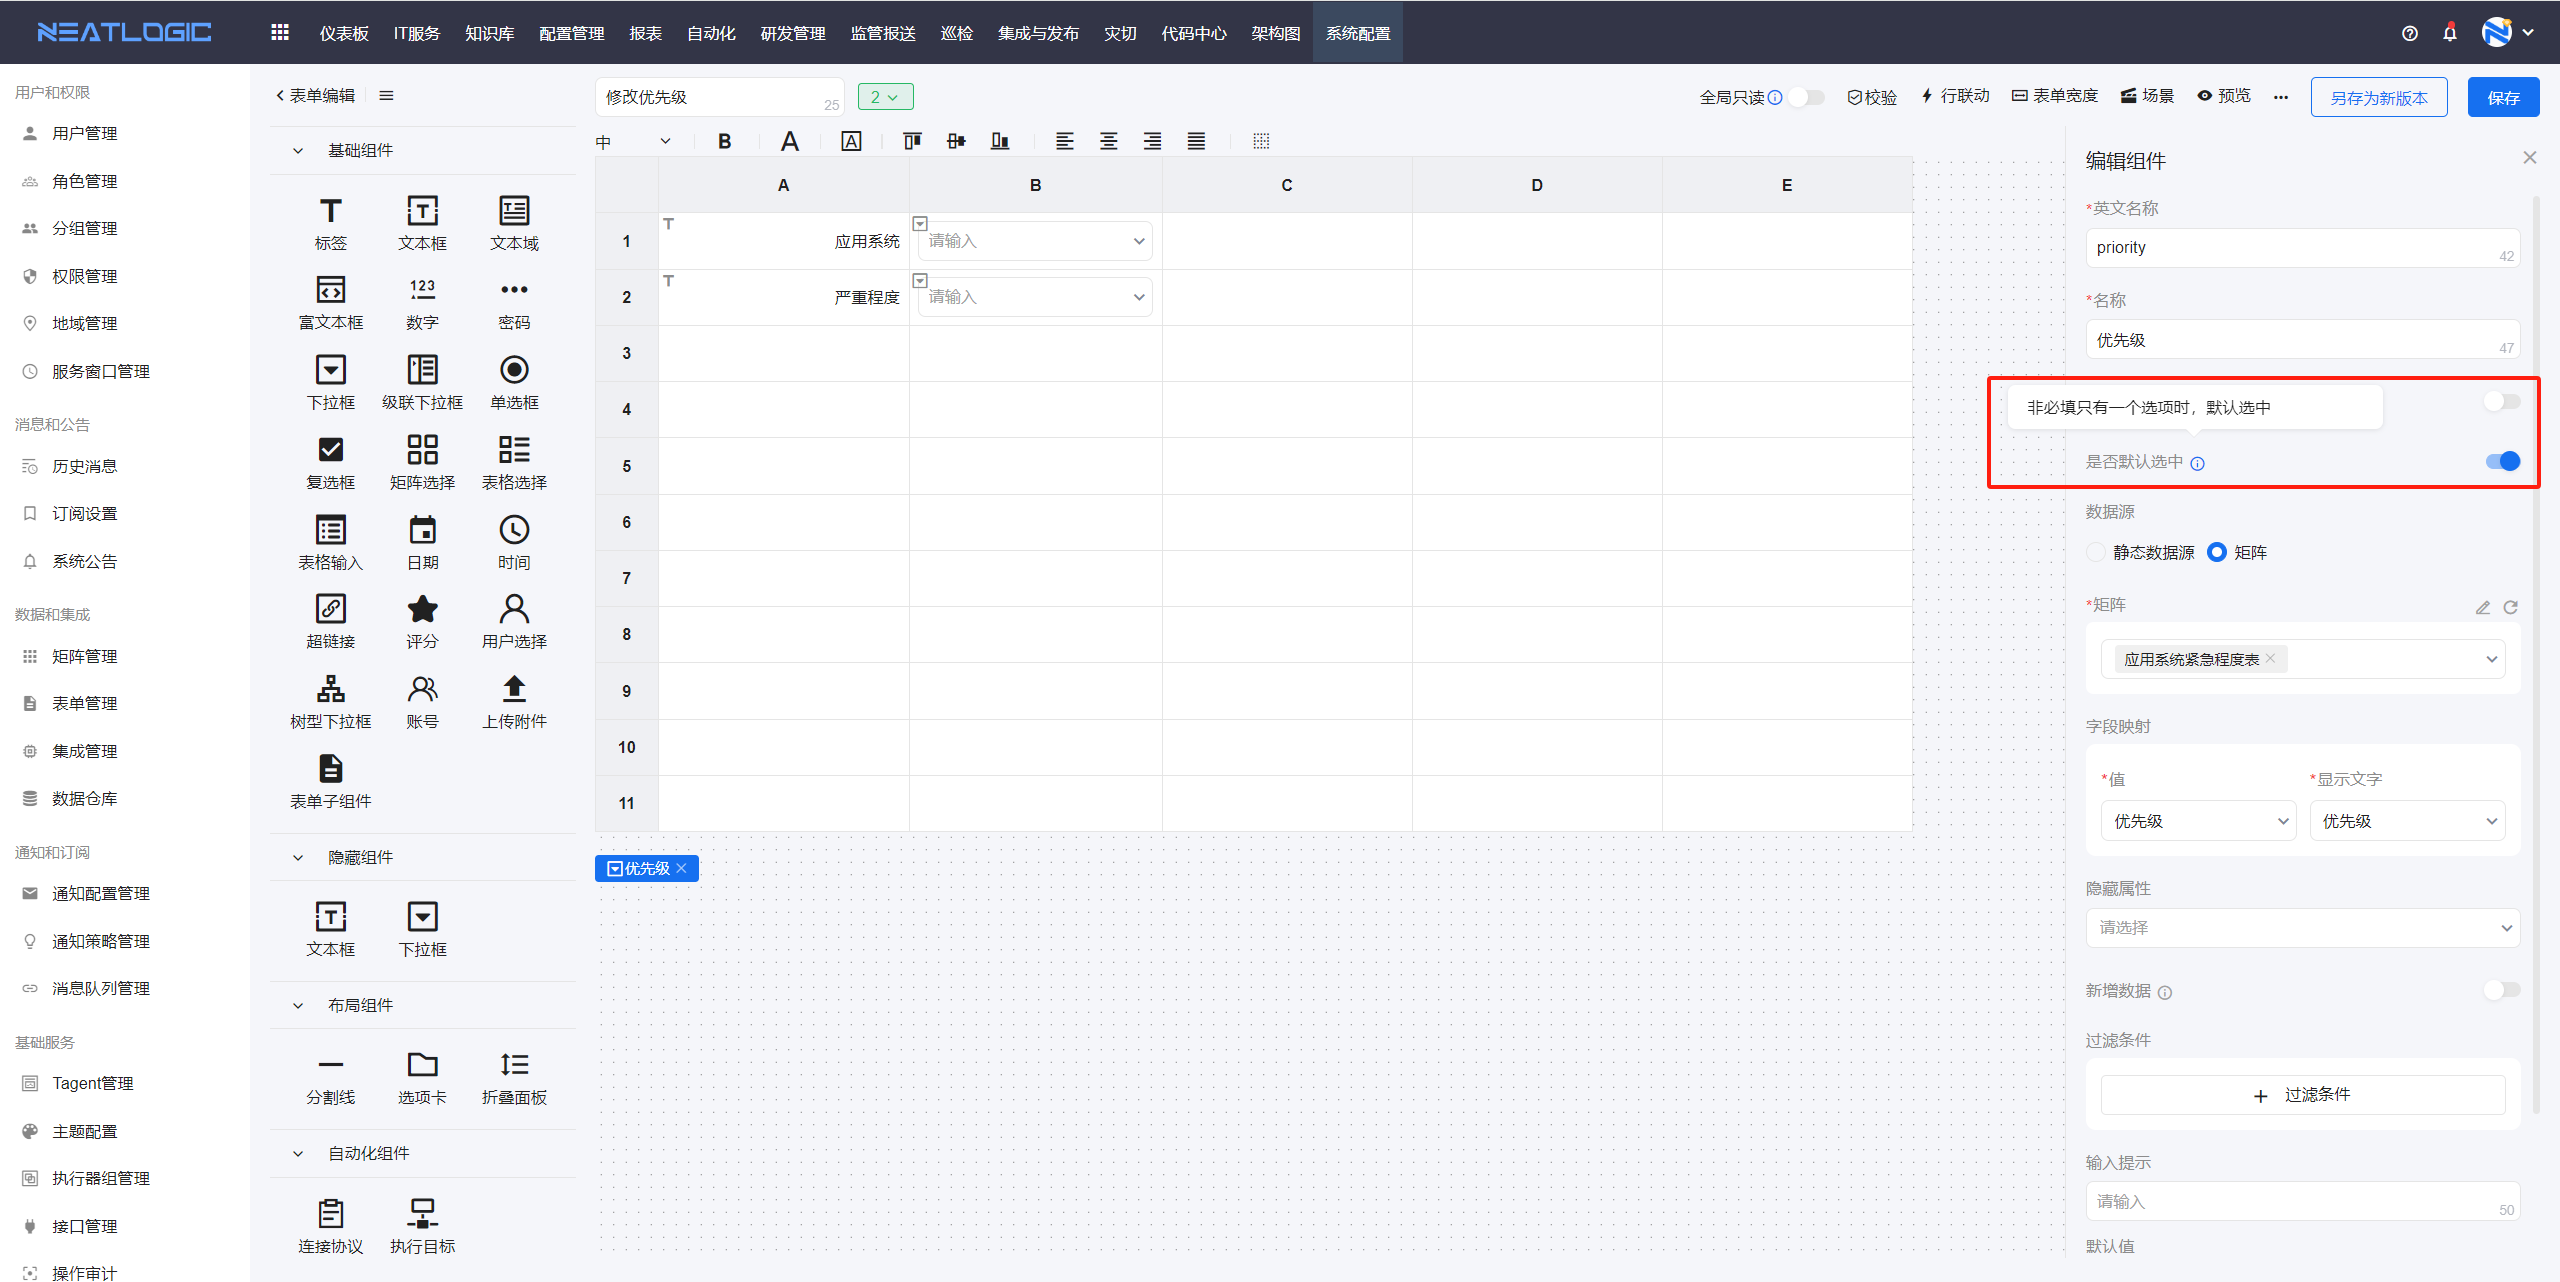 NEATLOGIC
仪表板 IT服务 知识库 配置管理 报表 自动化 研发管理 监管报送 巡检 集成与发布 灾切 代码中心 架构图 系统配置
用户和权限
用户管理
角色管理
分组管理
权限管理
地域管理
服务窗口管理
消息和公告
历史消息
订阅设置
系统公告
数据和集成
矩阵管理
表单管理
集成管理
数据仓库
通知和订阅
通知配置管理
通知策略管理
消息队列管理
基础服务
Tagent管理
主题配置
执行器组管理
接口管理
操作审计
表单编辑
基础组件
标签 文本框 文本域
富文本框 数字 密码
下拉框 级联下拉框 单选框
复选框 矩阵选择 表格选择
表格输入 日期 时间
超链接 评分 用户选择
树型下拉框 账号 上传附件
表单子组件
隐藏组件
文本框 下拉框
布局组件
分割线 选项卡 折叠面板
自动化组件
连接协议 执行目标
修改优先级 25 2
全局只读 校验 行联动 表单宽度 场景 预览 ... 另存为新版本 保存
中 B A A
A B C D E
1 应用系统 请输入
2 严重程度 请输入
3
4
5
6
7
8
9
10
11
优先级
编辑组件
*英文名称
priority 42
*名称
优先级 47
非必填只有一个选项时，默认选中
是否默认选中
数据源
静态数据源 矩阵
*矩阵
应用系统紧急程度表
字段映射
*值 *显示文字
优先级 优先级
隐藏属性
请选择
新增数据
过滤条件
+ 过滤条件
输入提示
请输入 50
默认值